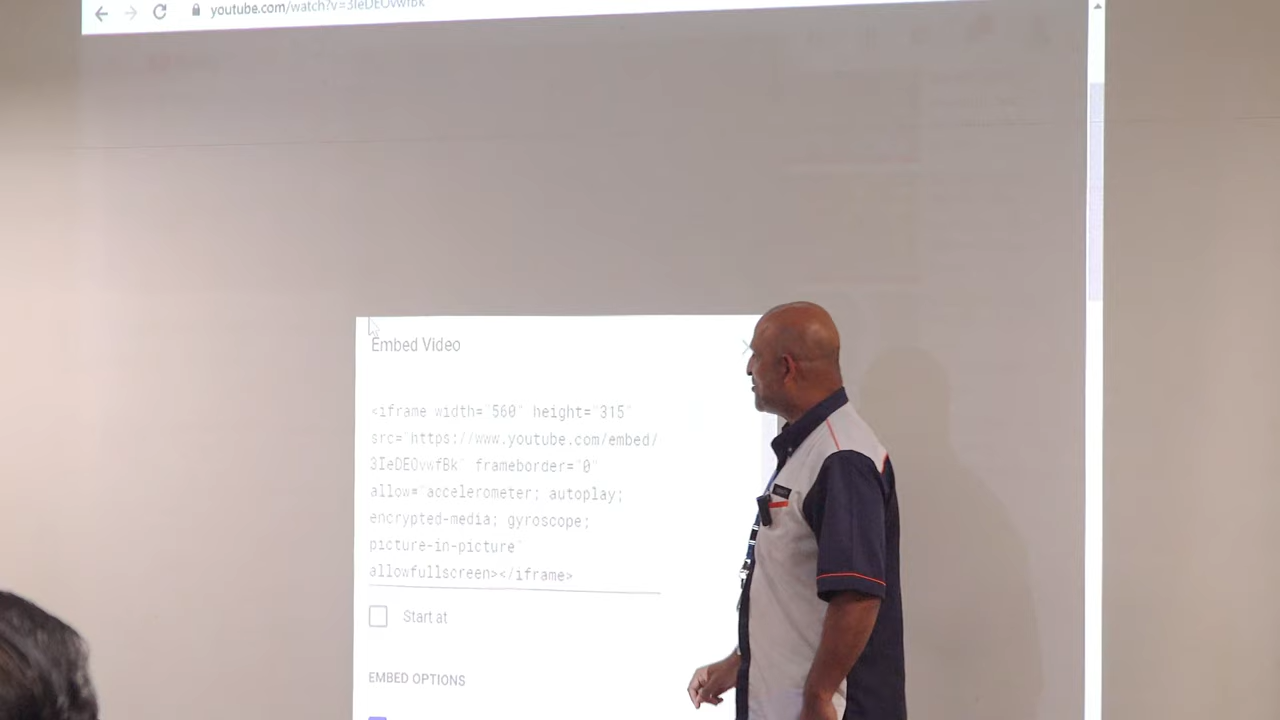 youtube.com/watch?v=3IeDEOvwfBk
Embed Video
<iframe width="560" height="315"
src="https://www.youtube.com/embed/
3IeDEOvwfBk" frameborder="0"
allow="accelerometer; autoplay;
encrypted-media; gyroscope;
picture-in-picture"
allowfullscreen></iframe>
Start at
EMBED OPTIONS